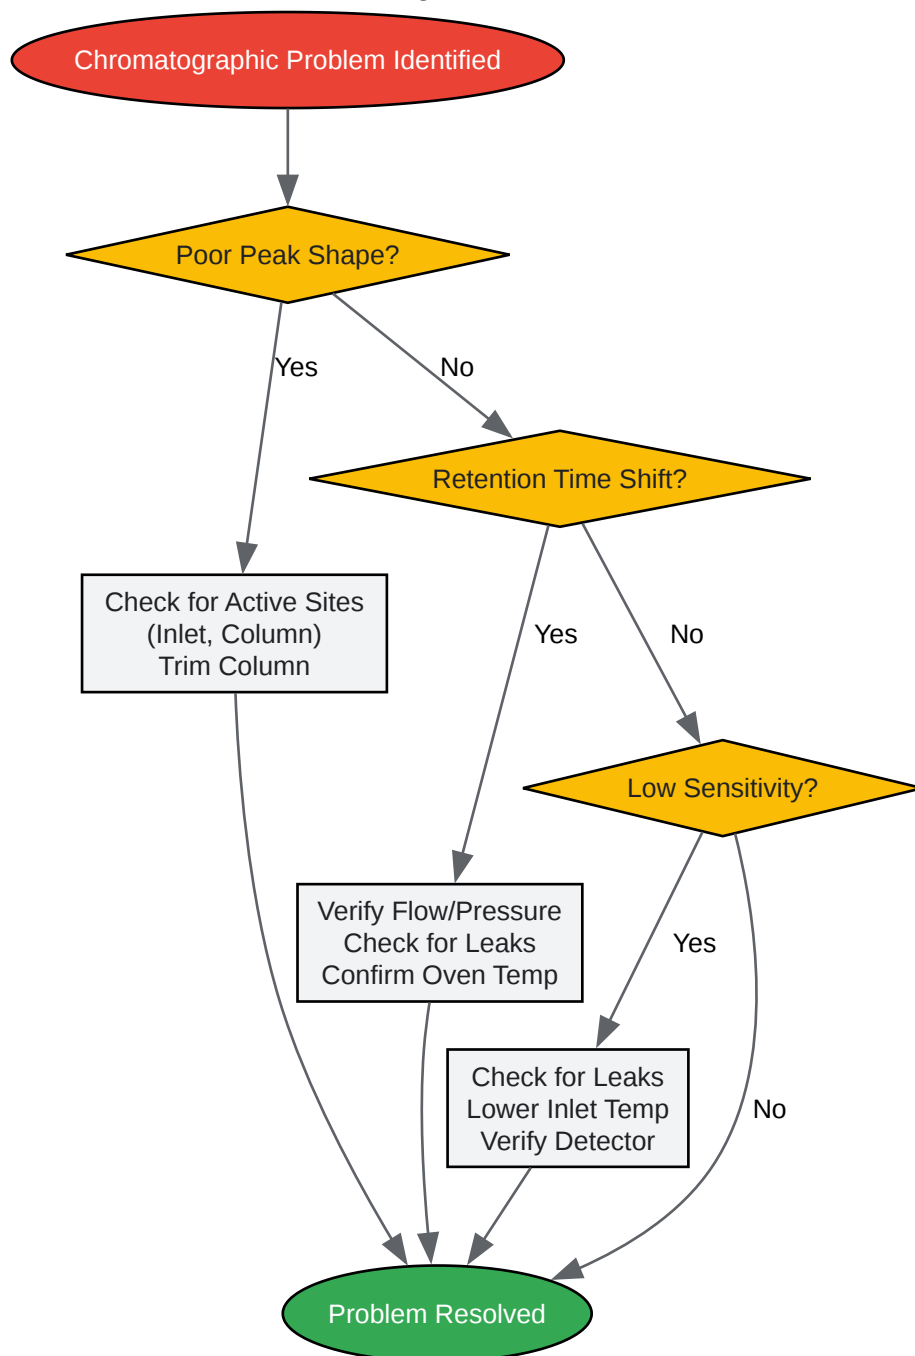 Chromatographic Problem Identified
Poor Peak Shape?
Yes
No
Retention Time Shift?
Check for Active Sites
(Inlet, Column)
Trim Column
Yes
No
Low Sensitivity?
Verify Flow/Pressure
Check for Leaks
Confirm Oven Temp
Yes
Check for Leaks
Lower Inlet Temp
Verify Detector
No
Problem Resolved